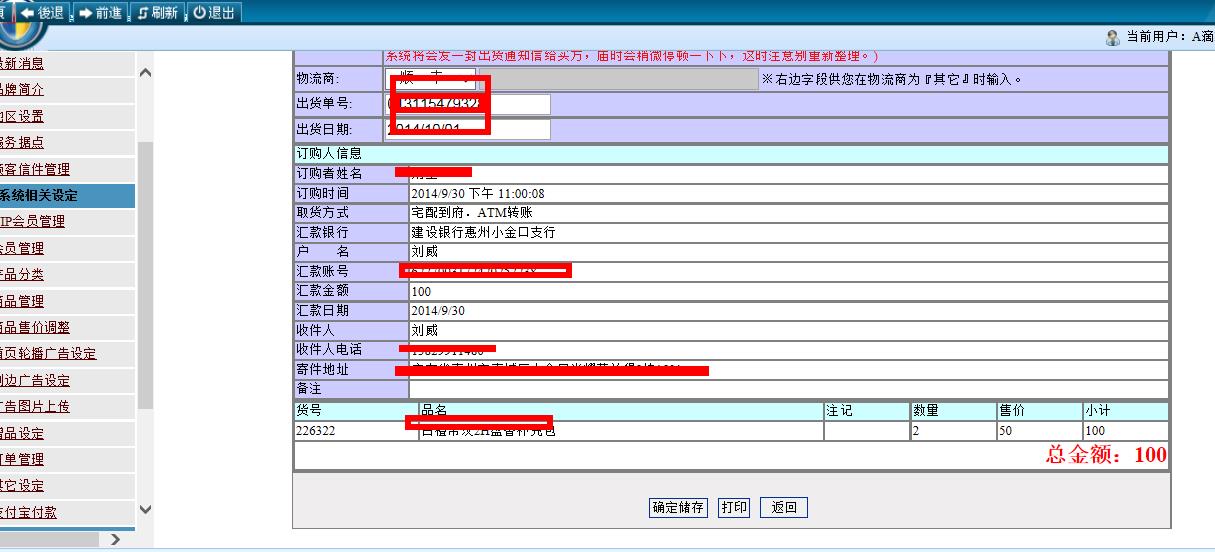 頁 後退 前進 刷新 退出
当前用户：A滴
最新消息
品牌简介
地区设置
服务据点
顾客信件管理
系统相关设定
VIP会员管理
会员管理
产品分类
商品管理
商品售价调整
首页轮播广告设定
侧边广告设定
广告图片上传
赠品设定
订单管理
其它设定
支付宝付款
系统将会发一封出货通知信给买方，届时会稍微停顿一下下，这时注意别重新整理。）
物流商: 顺 丰 ※右边字段供您在物流商为『其它』时输入。
出货单号:
出货日期: 2014/10/01
订购人信息
订购者姓名
订购时间 2014/9/30 下午 11:00:08
取货方式 宅配到府．ATM转账
汇款银行 建设银行惠州小金口支行
户 名 刘威
汇款账号
汇款金额 100
汇款日期 2014/9/30
收件人 刘威
收件人电话
寄件地址
备注
货号 品名 注记 数量 售价 小计
226322 2 50 100
总金额：100
确定储存 打印 返回